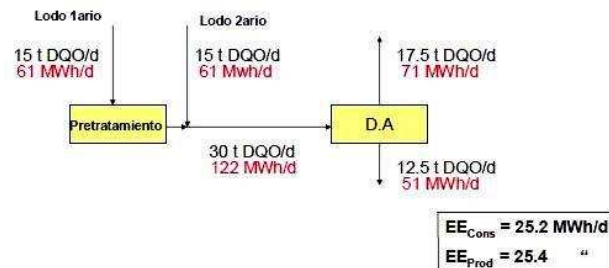 Lodo 1ario
Lodo 2ario
15 t DQO/d
61 MWh/d
15 t DQO/d
61 Mwh/d
17.5 t DQO/d
71 MWh/d
Pretratamiento
D.A
30 t DQO/d
122 MWh/d
12.5 t DQO/d
51 MWh/d
EECons = 25.2 MWh/d
EEProd = 25.4 “